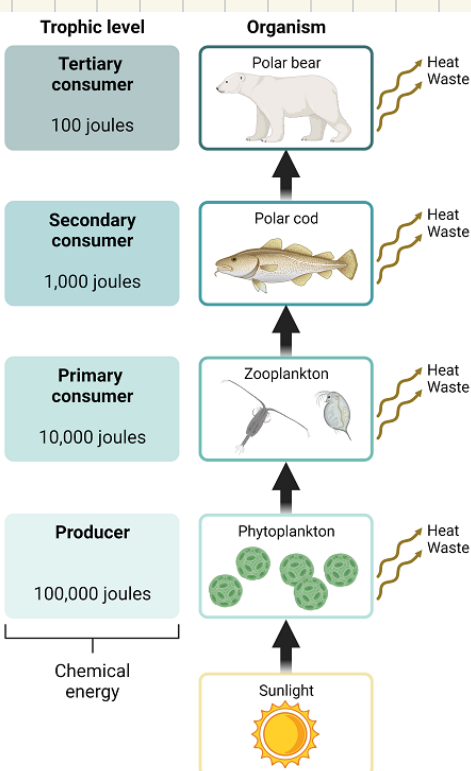 Trophic level
Organism
Tertiary
consumer
100 joules
Polar bear
Heat
Waste
Secondary
consumer
1,000 joules
Polar cod
Heat
Waste
Primary
consumer
10,000 joules
Zooplankton
Heat
Waste
Producer
100,000 joules
Phytoplankton
Heat
Waste
Chemical
energy
Sunlight